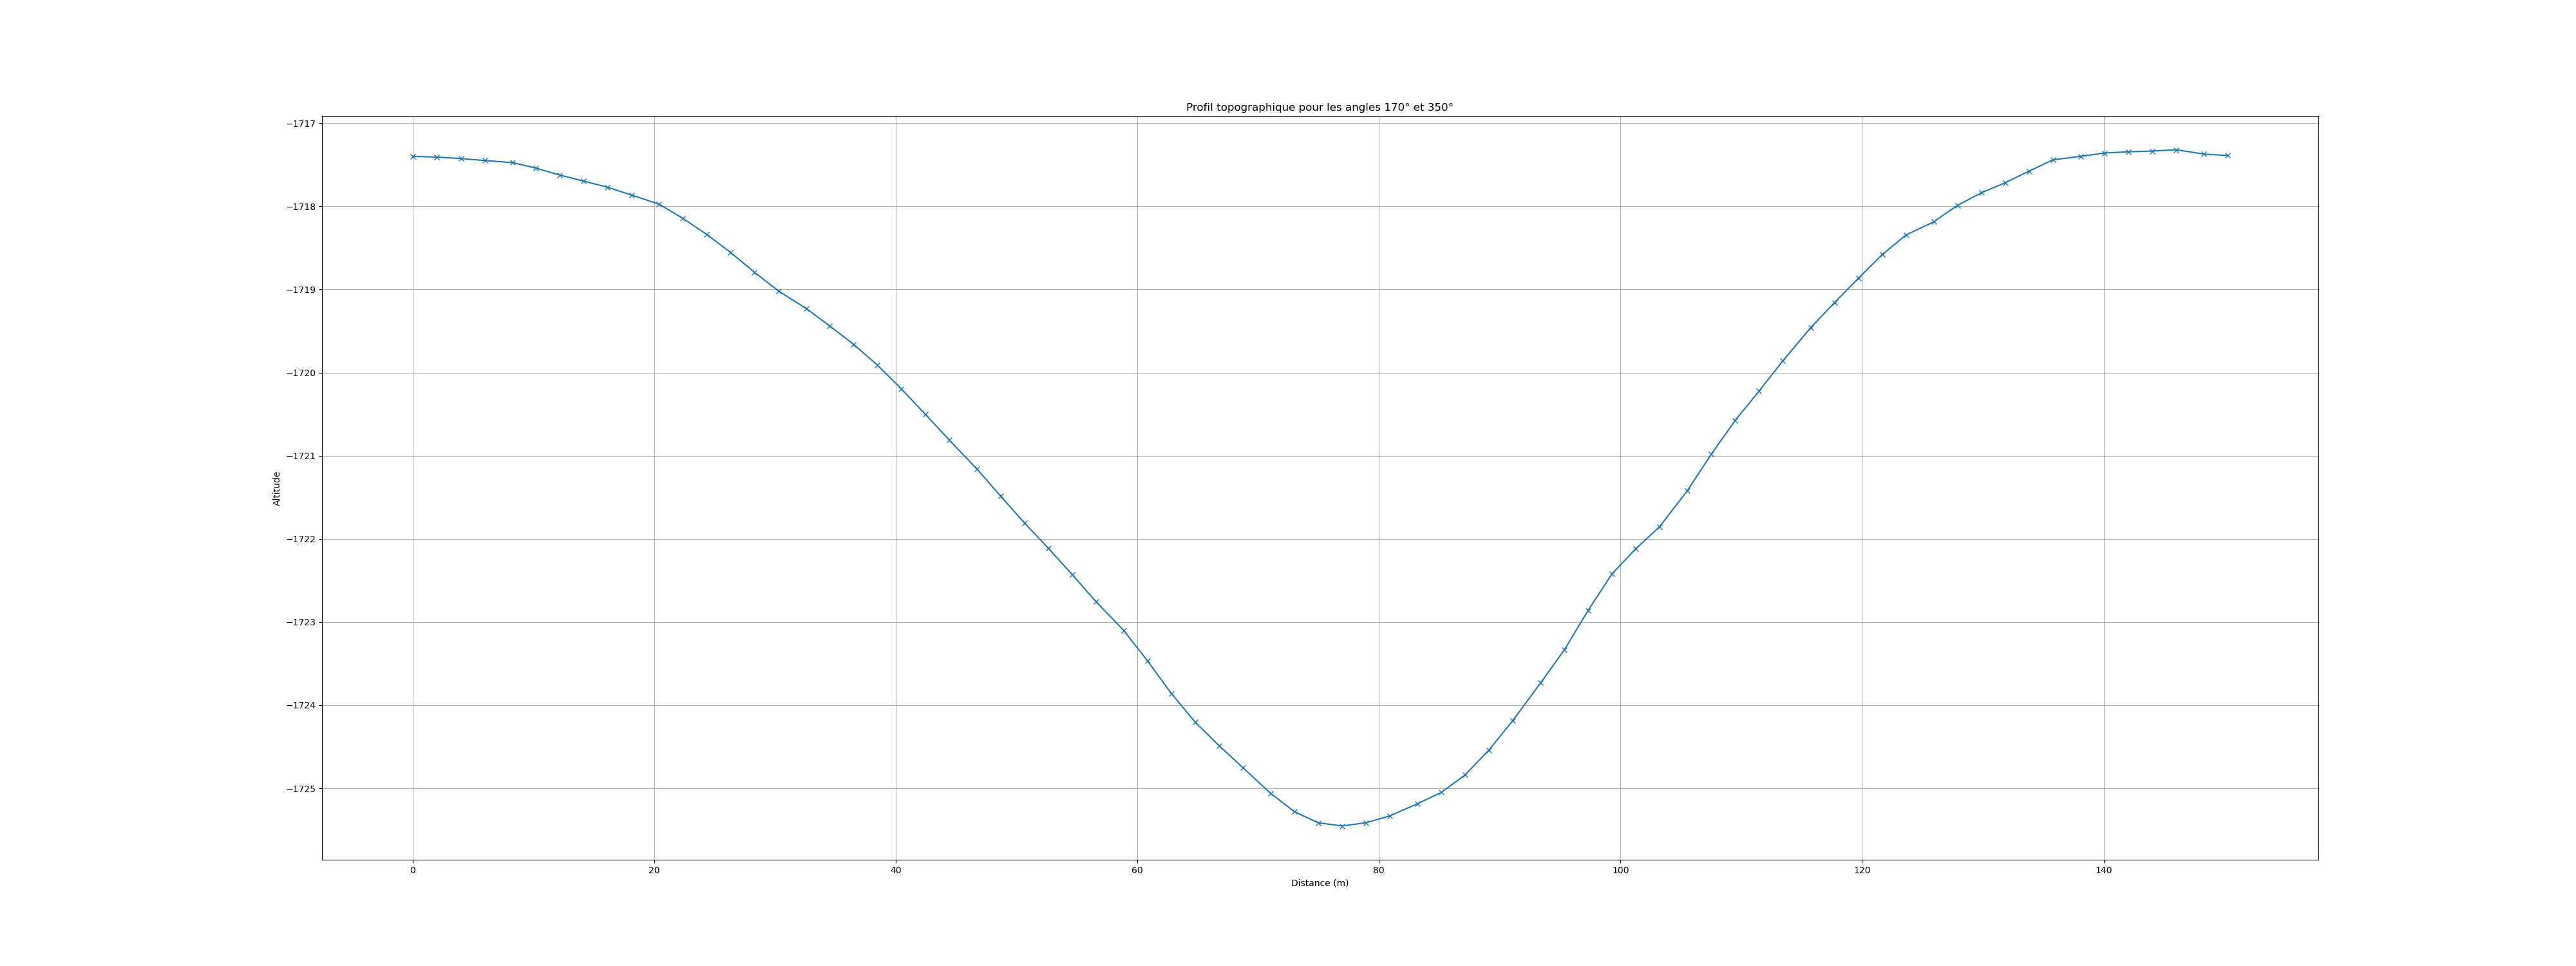 Profil topographique pour les angles 170° et 350°
−1717
−1718
−1719
−1720
−1721
−1722
−1723
−1724
−1725
Altitude
0 20 40 60 80 100 120 140
Distance (m)